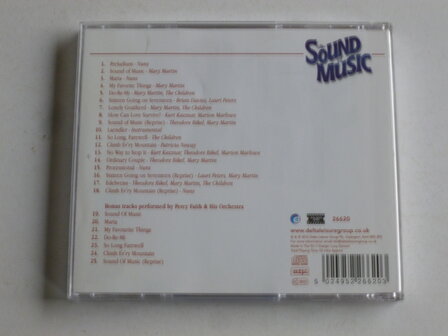 THE SOUND OF MUSIC
1. Preludium - Nuns
2. Sound of Music - Mary Martin
3. Maria - Nuns
4. My Favorite Things - Mary Martin
5. Do-Re-Mi - Mary Martin, The Children
6. Sixteen Going on Seventeen - Brian Davies, Lauri Peters
7. Lonely Goatherd - Mary Martin, The Children
8. How Can Love Survive? - Kurt Kasznar, Marion Marlowe
9. Sound of Music (Reprise) - Theodore Bikel, Mary Martin
10. Laendler - Instrumental
11. So Long, Farewell - The Children
12. Climb Ev'ry Mountain - Patricia Neway
13. No Way to Stop it - Kurt Kasznar, Theodore Bikel, Marion Marlowe
14. Ordinary Couple - Theodore Bikel, Mary Martin
15. Processional - Nuns
16. Sixteen Going on Seventeen (Reprise) - Lauri Peters, Mary Martin
17. Edelweiss - Theodore Bikel, Mary Martin, The Children
18. Climb Ev'ry Mountain (Reprise) - Nuns
Bonus tracks performed by Percy Faith & His Orchestra
19. Sound Of Music
20. Maria
21. My Favourite Things
22. Do-Re-Mi
23. So Long Farewell
24. Climb Ev'ry Mountain
25. Sound Of Music (Reprise)
26620
www.deltaleisuregroup.co.uk
5 024952 266203